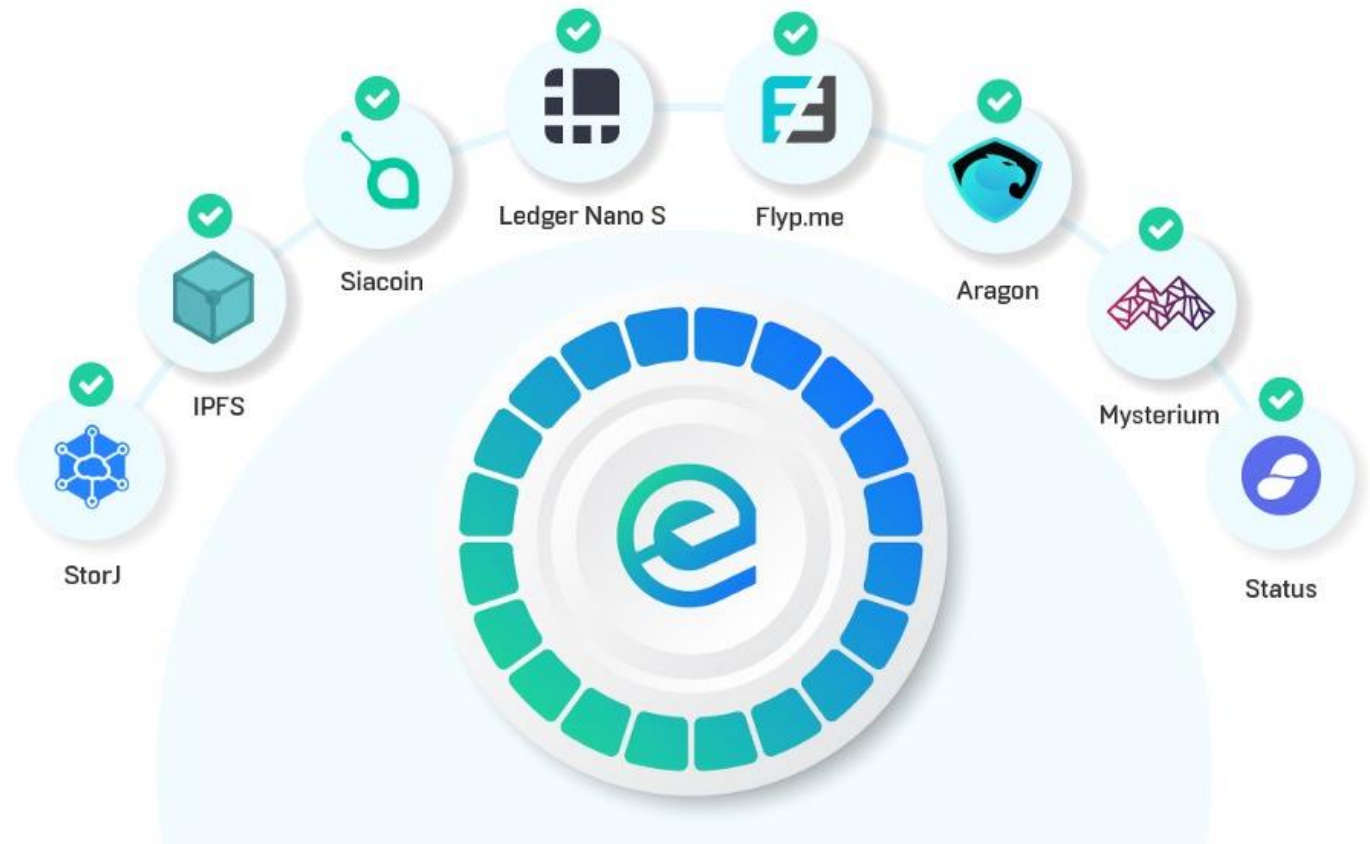 StorJ
IPFS
Siacoin
Ledger Nano S
Flyp.me
Aragon
Mysterium
Status